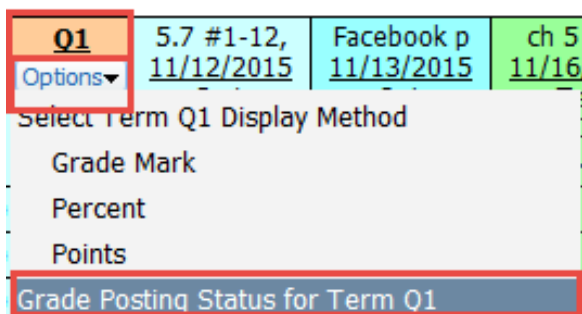 Q1 5.7 #1-12, Facebook p ch 5
Options 11/12/2015 11/13/2015 11/16
Select Term Q1 Display Method
Grade Mark
Percent
Points
Grade Posting Status for Term Q1